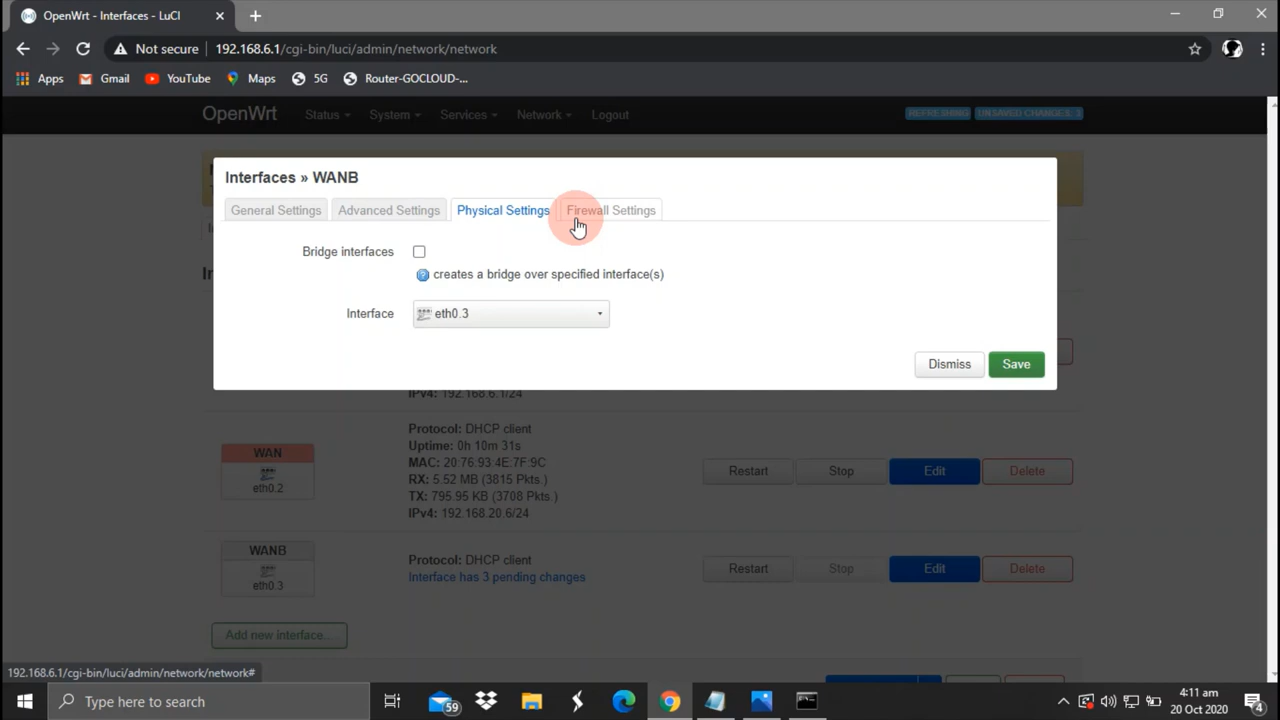 OpenWrt - Interfaces - LuCI
Not secure 192.168.6.1/cgi-bin/luci/admin/network/network
Apps Gmail YouTube Maps 5G Router-GOCLOUD-...
OpenWrt Status System Services Network Logout REFRESHING UNSAVED CHANGES: 3
Interfaces » WANB
General Settings Advanced Settings Physical Settings Firewall Settings
Bridge interfaces
creates a bridge over specified interface(s)
Interface eth0.3
Dismiss Save
IPv4: 192.168.6.1/24
Protocol: DHCP client
WAN
Uptime: 0h 10m 31s
MAC: 20:76:93:4E:7F:9C
RX: 5.52 MB (3815 Pkts.)
TX: 795.95 KB (3708 Pkts.)
IPv4: 192.168.20.6/24
eth0.2
Restart Stop Edit Delete
WANB
Protocol: DHCP client
Interface has 3 pending changes
eth0.3
Restart Stop Edit Delete
Add new interface...
192.168.6.1/cgi-bin/luci/admin/network/network#
Type here to search
59
4:11 am
20 Oct 2020
4